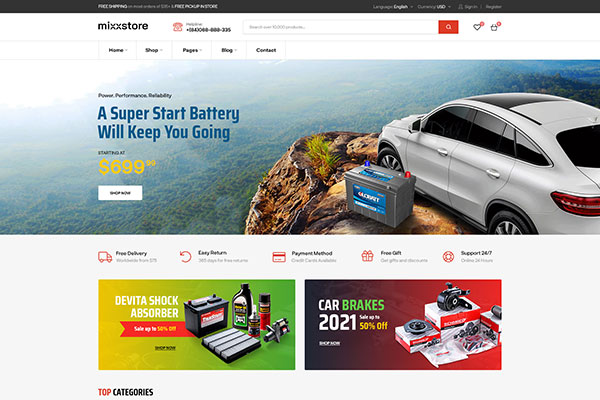 FREE SHIPPING on most orders of $35+ & FREE PICKUP IN STORE
Language: English
Currency: USD
Sign In
Register
mixxstore
Helpline
+(84)088-888-335
Search over 10,000 products
0
0
Home
Shop
Pages
Blog
Contact
Power. Performance. Reliability
A Super Start Battery
Will Keep You Going
STARTING AT
$699
SHOP NOW
Free Delivery
Worldwide from $75
Easy Return
365 days for free returns
Payment Method
Credit Cards Available
Free Gift
Get gifts and discounts
Support 24/7
Online 24 Hours
DEVITA SHOCK
ABSORBER
Sale up to 50% Off
SHOP NOW
CAR BRAKES
2021
Sale up to
50% Off
SHOP NOW
TOP CATEGORIES